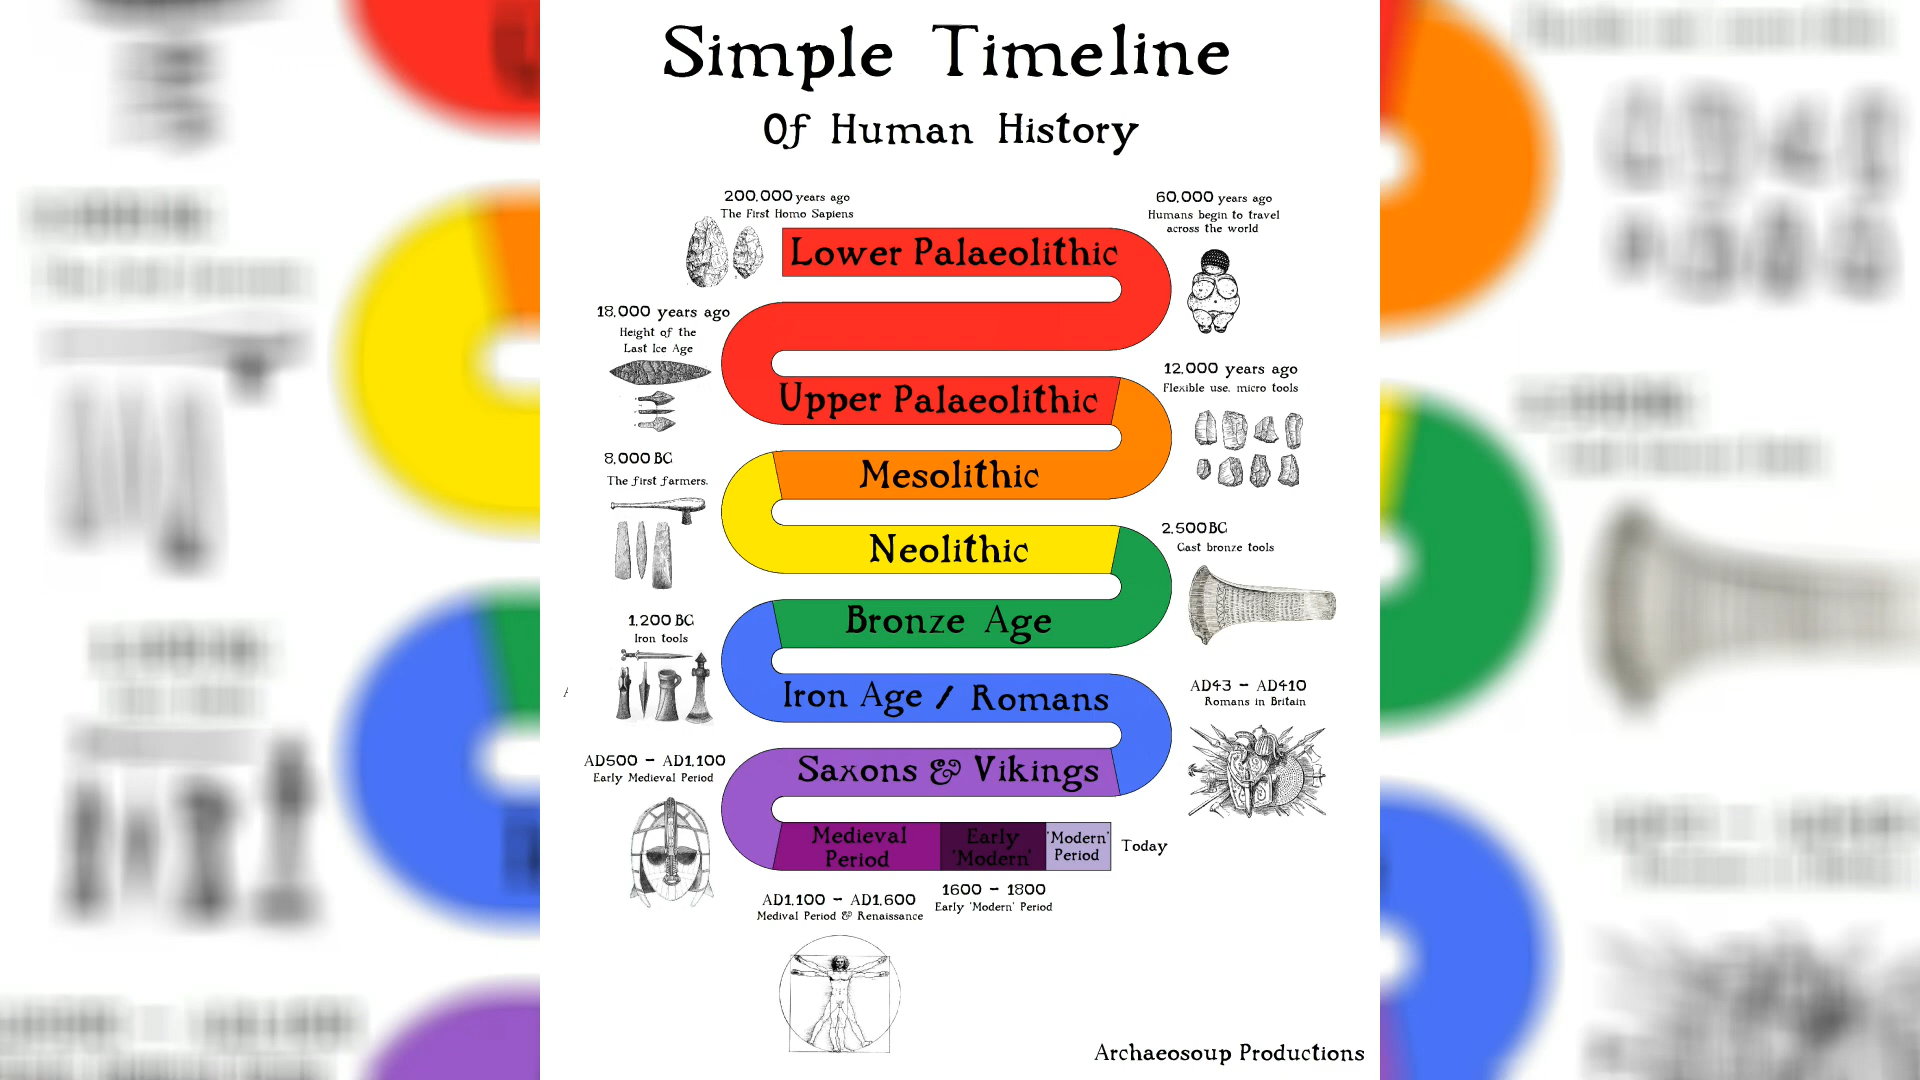 Simple Timeline
Of Human History
200,000 years ago
The First Homo Sapiens
60,000 years ago
Humans begin to travel
across the world
Lower Palaeolithic
18,000 years ago
Height of the
Last Ice Age
Upper Palaeolithic
12,000 years ago
Flexible use, micro tools
Mesolithic
8,000 BC
The first farmers.
Neolithic
2,500 BC
Cast bronze tools
Bronze Age
1,200 BC
Iron tools
Iron Age / Romans
AD43 – AD410
Romans in Britain
AD500 – AD1,100
Early Medieval Period
Saxons & Vikings
Medieval
Period
Early
'Modern'
'Modern'
Period
Today
AD1,100 – AD1,600
Medival Period & Renaissance
1600 – 1800
Early 'Modern' Period
Archaeosoup Productions